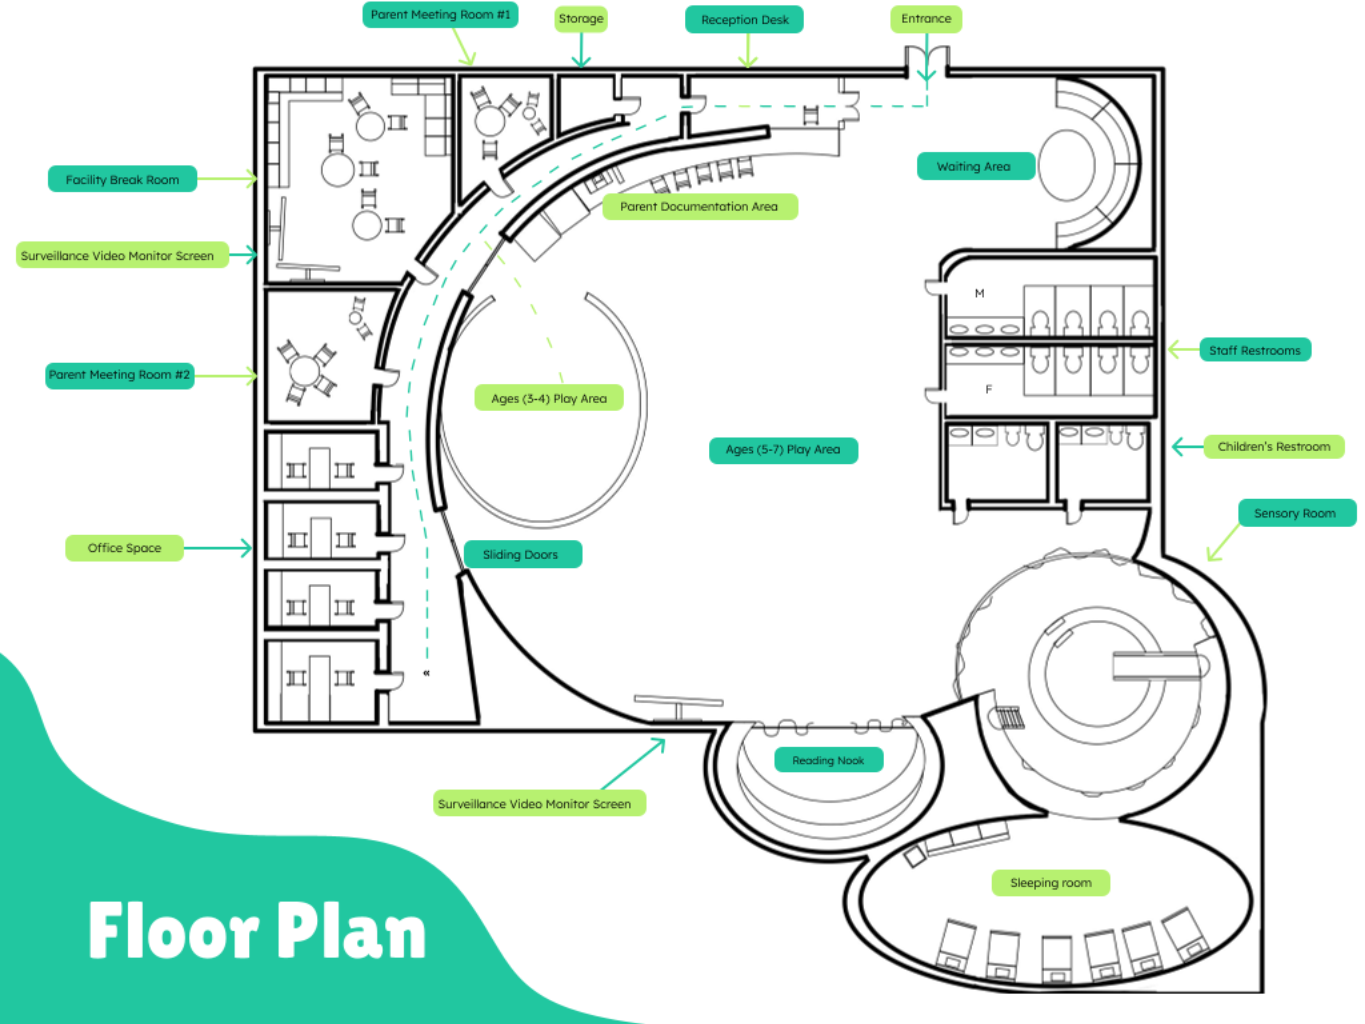 Parent Meeting Room #1
Storage
Reception Desk
Entrance
Facility Break Room
Waiting Area
Parent Documentation Area
Surveillance Video Monitor Screen
M
Staff Restrooms
Parent Meeting Room #2
F
Ages (3-4) Play Area
Ages (5-7) Play Area
Children's Restroom
Sensory Room
Office Space
Sliding Doors
«
Reading Nook
Surveillance Video Monitor Screen
Sleeping room
Floor Plan